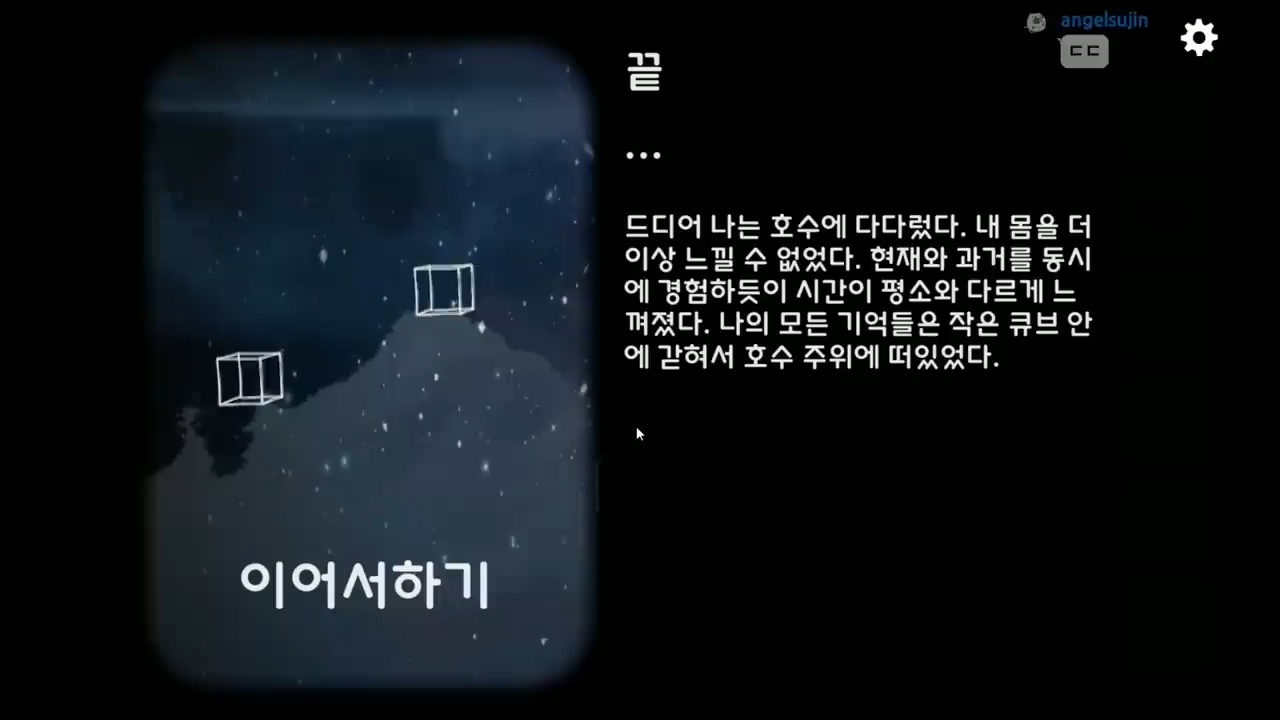 angelsujin
ㄷㄷ
끝
...
드디어 나는 호수에 다다렀다. 내 몸을 더
이상 느낄 수 없었다. 현재와 과거를 동시
에 경험하듯이 시간이 평소와 다르게 느
껴졌다. 나의 모든 기억들은 작은 큐브 안
에 갇혀서 호수 주위에 떠있었다.
이어서하기